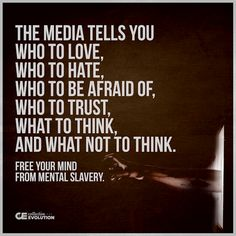 THE MEDIA TELLS YOU
WHO TO LOVE,
WHO TO HATE,
WHO TO BE AFRAID OF,
WHO TO TRUST,
WHAT TO THINK,
AND WHAT NOT TO THINK.
FREE YOUR MIND
FROM MENTAL SLAVERY.
CE collective
EVOLUTION